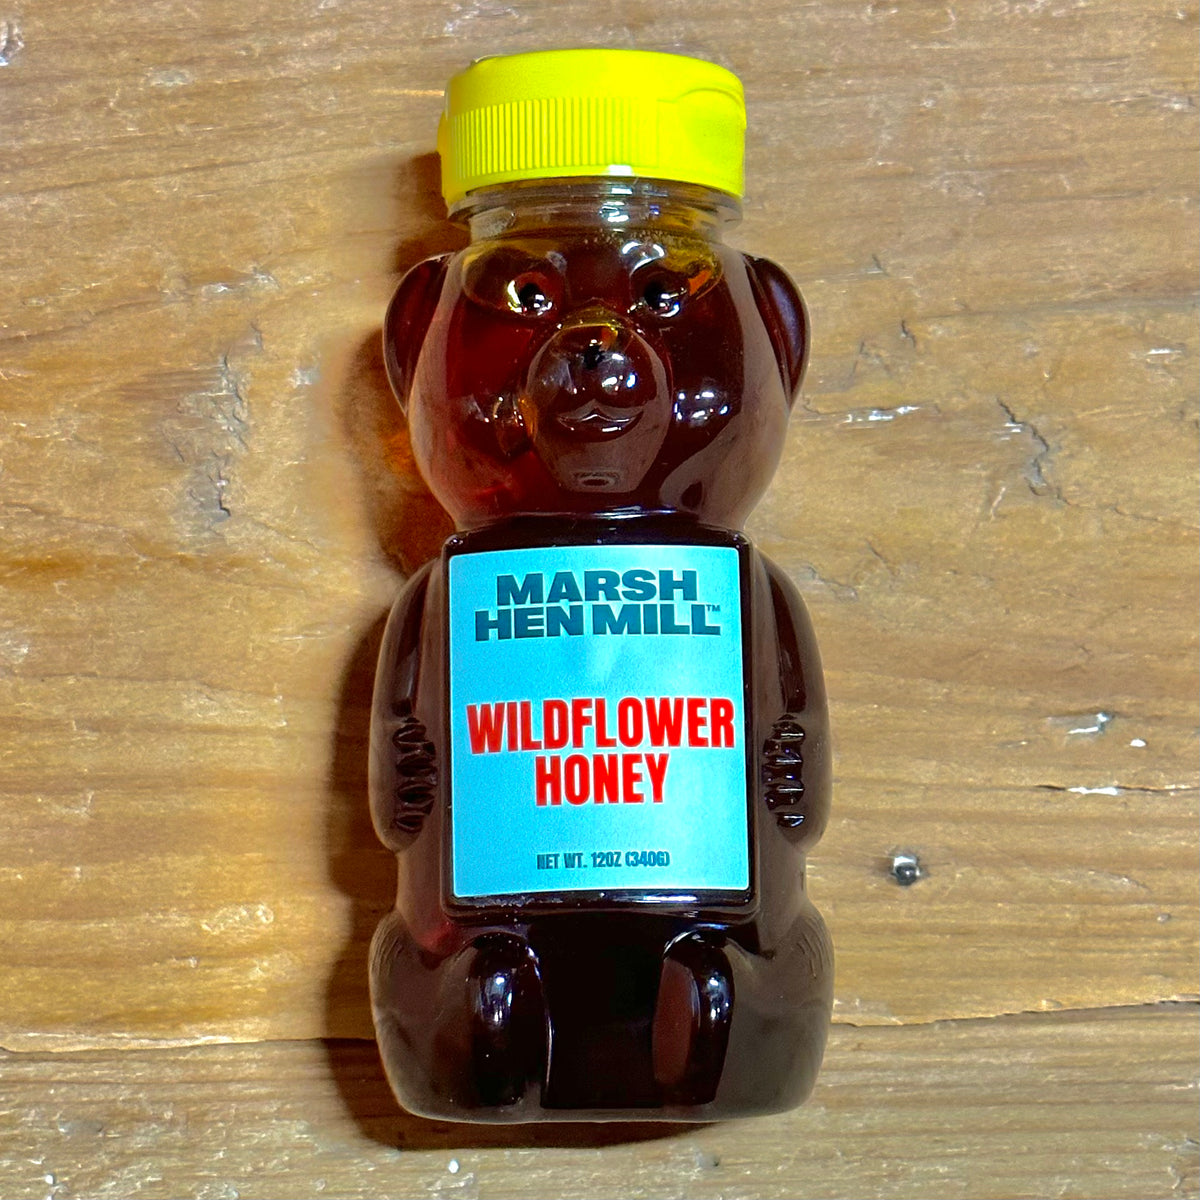 MARSH
HEN MILL™
WILDFLOWER
HONEY
NET WT. 12OZ (340G)